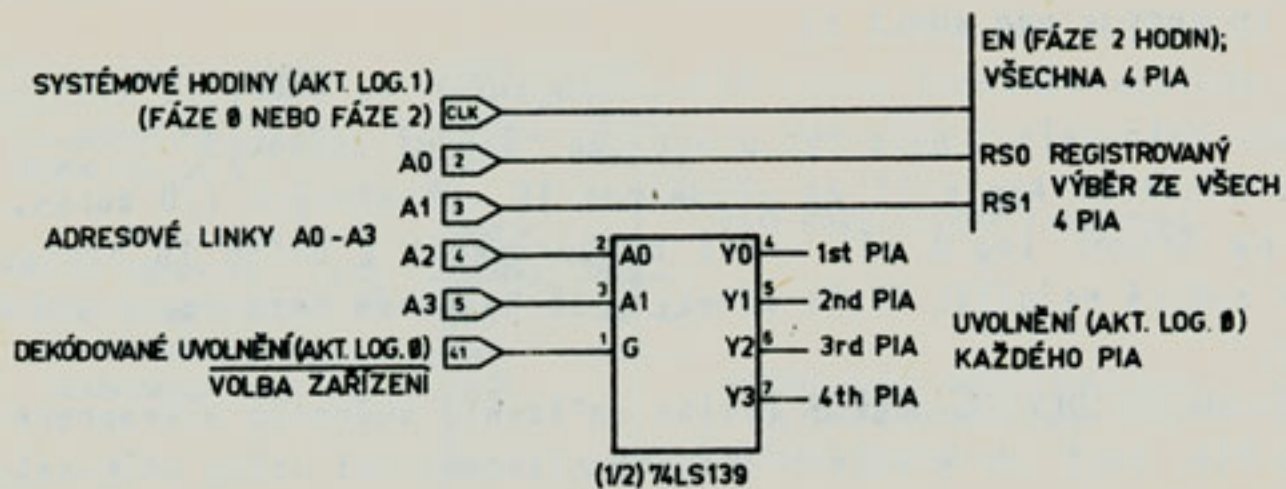 EN (FÁZE 2 HODIN);
VŠECHNA 4 PIA
SYSTÉMOVÉ HODINY (AKT. LOG. 1)
(FÁZE 0 NEBO FÁZE 2) CLK
A0 2
RS0 REGISTROVANÝ
VÝBĚR ZE VŠECH
A1 3
RS1
4 PIA
ADRESOVÉ LINKY A0-A3
A2 4
2 A0 Y0 4 1st PIA
A3 5
3 A1 Y1 5 2nd PIA
UVOLNĚNÍ (AKT. LOG. 0)
KAŽDÉHO PIA
DEKÓDOVANÉ UVOLNĚNÍ (AKT. LOG. 0) 41
VOLBA ZAŘÍZENÍ
1 G Y2 6 3rd PIA
Y3 7 4th PIA
(1/2) 74LS139